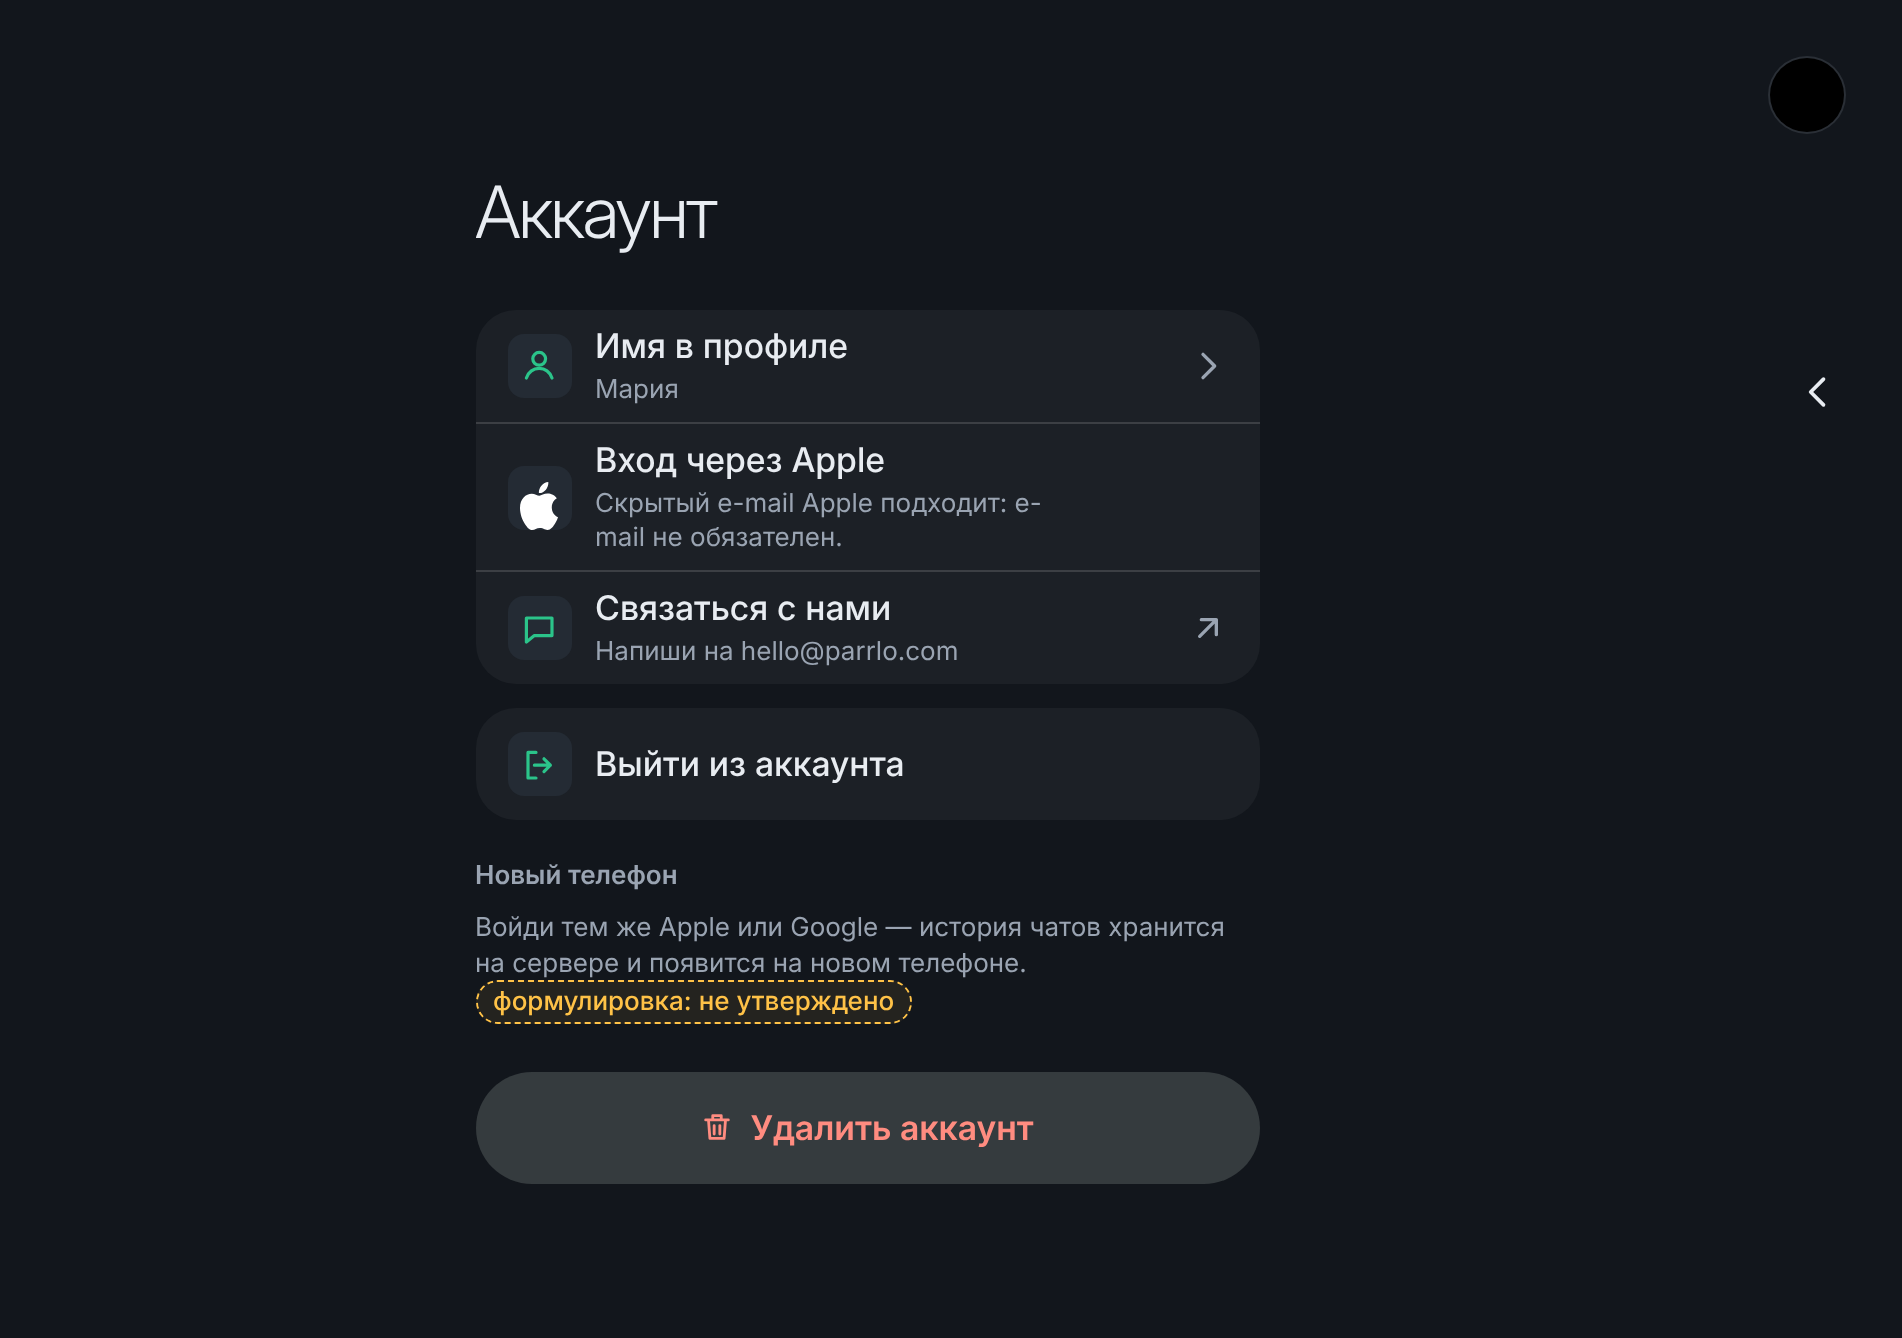 Аккаунт
Имя в профиле
Мария
Вход через Apple
Скрытый e-mail Apple подходит: e-
mail не обязателен.
Связаться с нами
Напиши на hello@parrlo.com
Выйти из аккаунта
Новый телефон
Войди тем же Apple или Google — история чатов хранится
на сервере и появится на новом телефоне.
формулировка: не утверждено
Удалить аккаунт